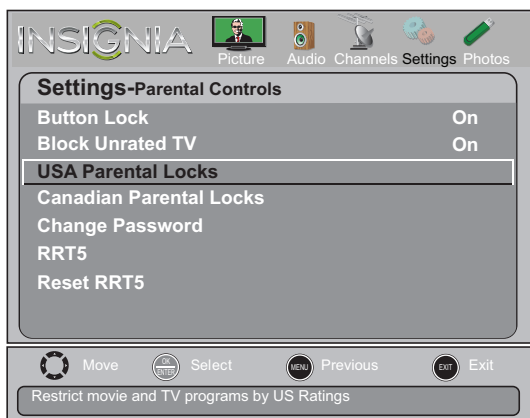 INSIGNIA
Picture Audio Channels Settings Photos
Settings-Parental Controls
Button Lock On
Block Unrated TV On
USA Parental Locks
Canadian Parental Locks
Change Password
RRT5
Reset RRT5
Move OK ENTER Select MENU Previous EXIT Exit
Restrict movie and TV programs by US Ratings